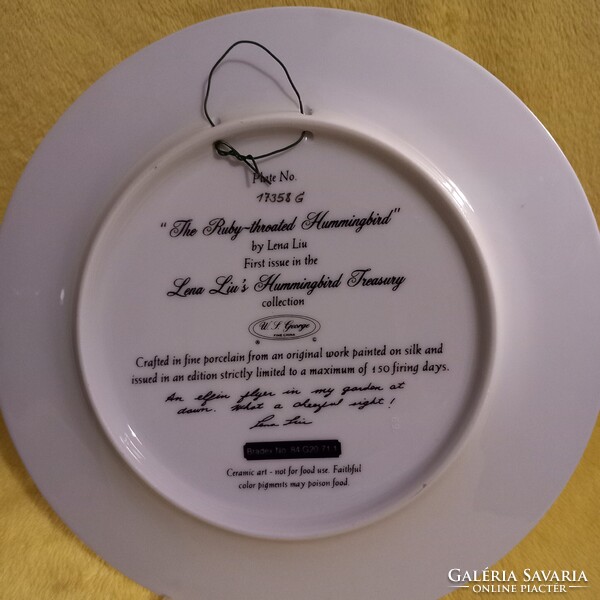 Plate No.
17358 G
"The Ruby~throated Hummingbird"
by Lena Liu
First issue in the
Lena Liu's Hummingbird Treasury
collection
W. S. George
FINE CHINA
Crafted in fine porcelain from an original work painted on silk and
issued in an edition strictly limited to a maximum of 150 firing days.
An elfin flyer in my garden at
dawn. What a cheerful sight!
Lena Liu
Bradex No. 84-G20-71.1
Ceramic art - not for food use. Faithful
color pigments may poison food.
GALÉRIA SAVARIA
ONLINE PIACTÉR